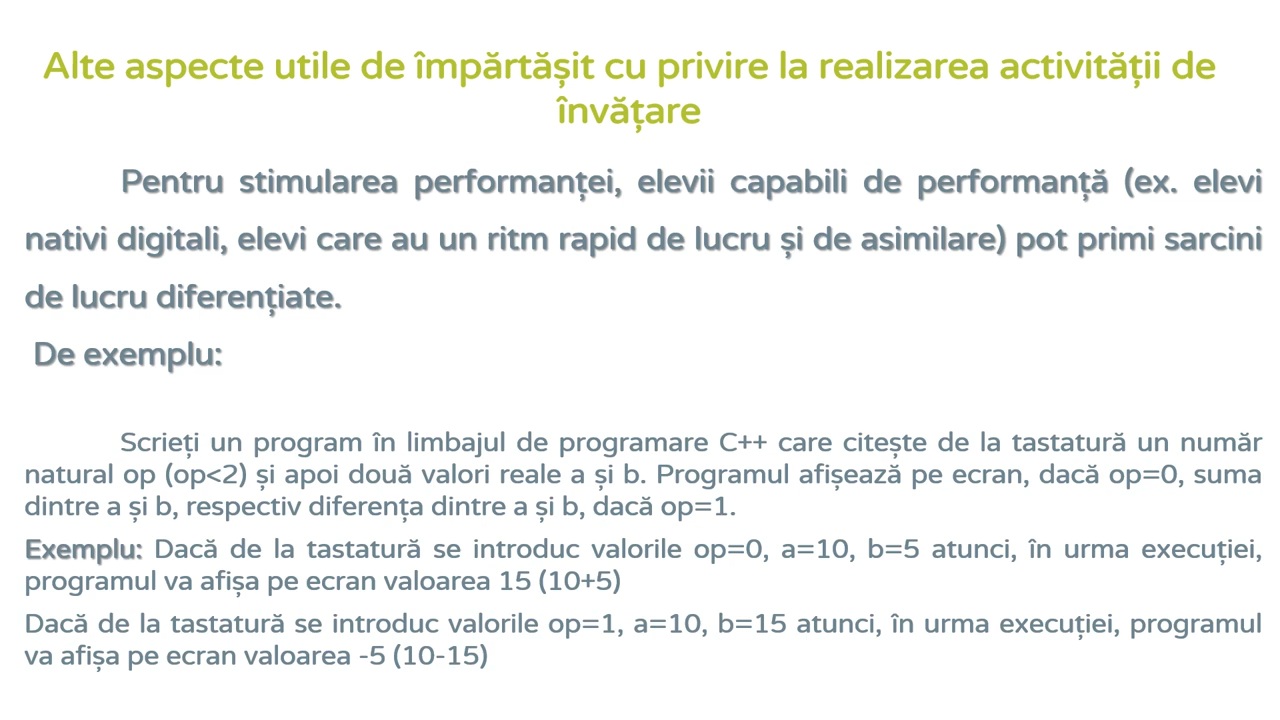 Alte aspecte utile de împărtășit cu privire la realizarea activității de
învățare
Pentru stimularea performanței, elevii capabili de performanță (ex. elevi
nativi digitali, elevi care au un ritm rapid de lucru și de asimilare) pot primi sarcini
de lucru diferențiate.
De exemplu:
Scrieți un program în limbajul de programare C++ care citește de la tastatură un număr
natural op (op<2) și apoi două valori reale a și b. Programul afișează pe ecran, dacă op=0, suma
dintre a și b, respectiv diferența dintre a și b, dacă op=1.
Exemplu: Dacă de la tastatură se introduc valorile op=0, a=10, b=5 atunci, în urma execuției,
programul va afișa pe ecran valoarea 15 (10+5)
Dacă de la tastatură se introduc valorile op=1, a=10, b=15 atunci, în urma execuției, programul
va afișa pe ecran valoarea -5 (10-15)